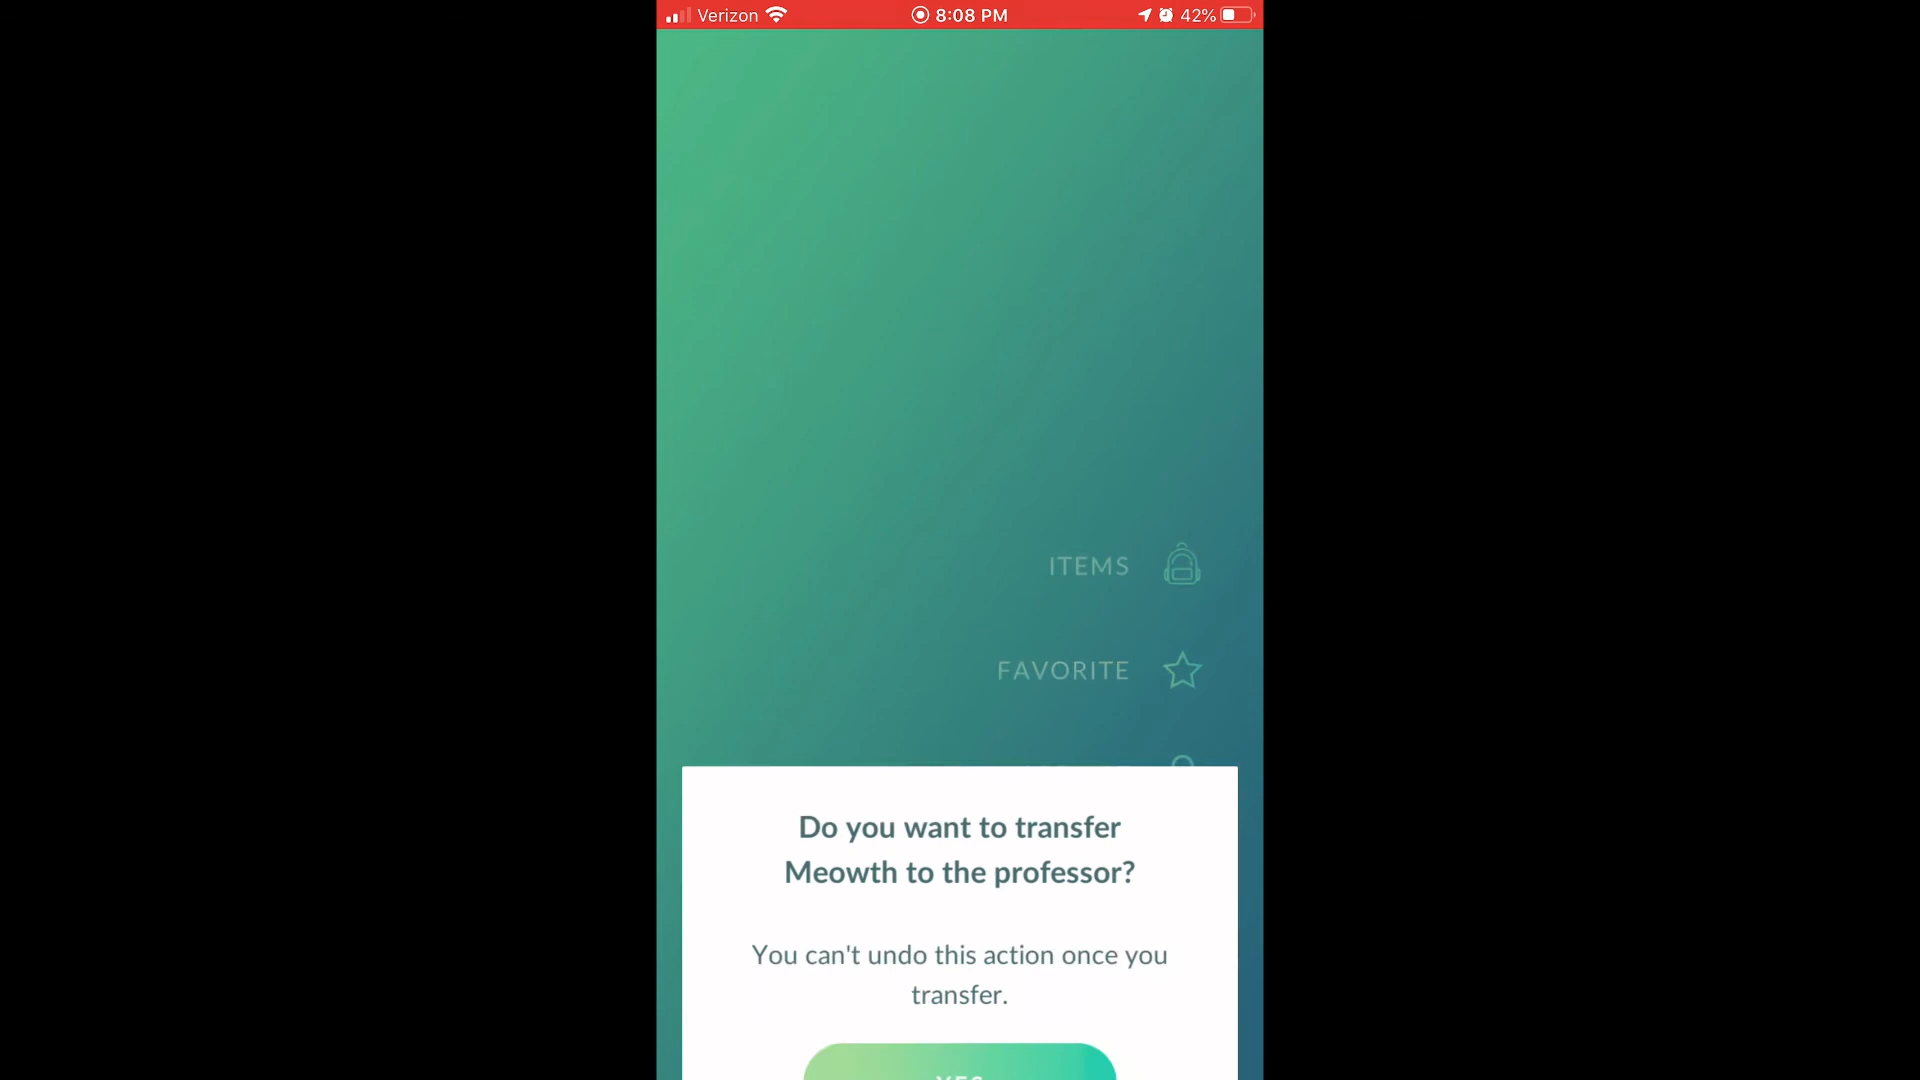 Verizon 8:08 PM 42%
ITEMS
FAVORITE
Do you want to transfer
Meowth to the professor?
You can't undo this action once you
transfer.
YES